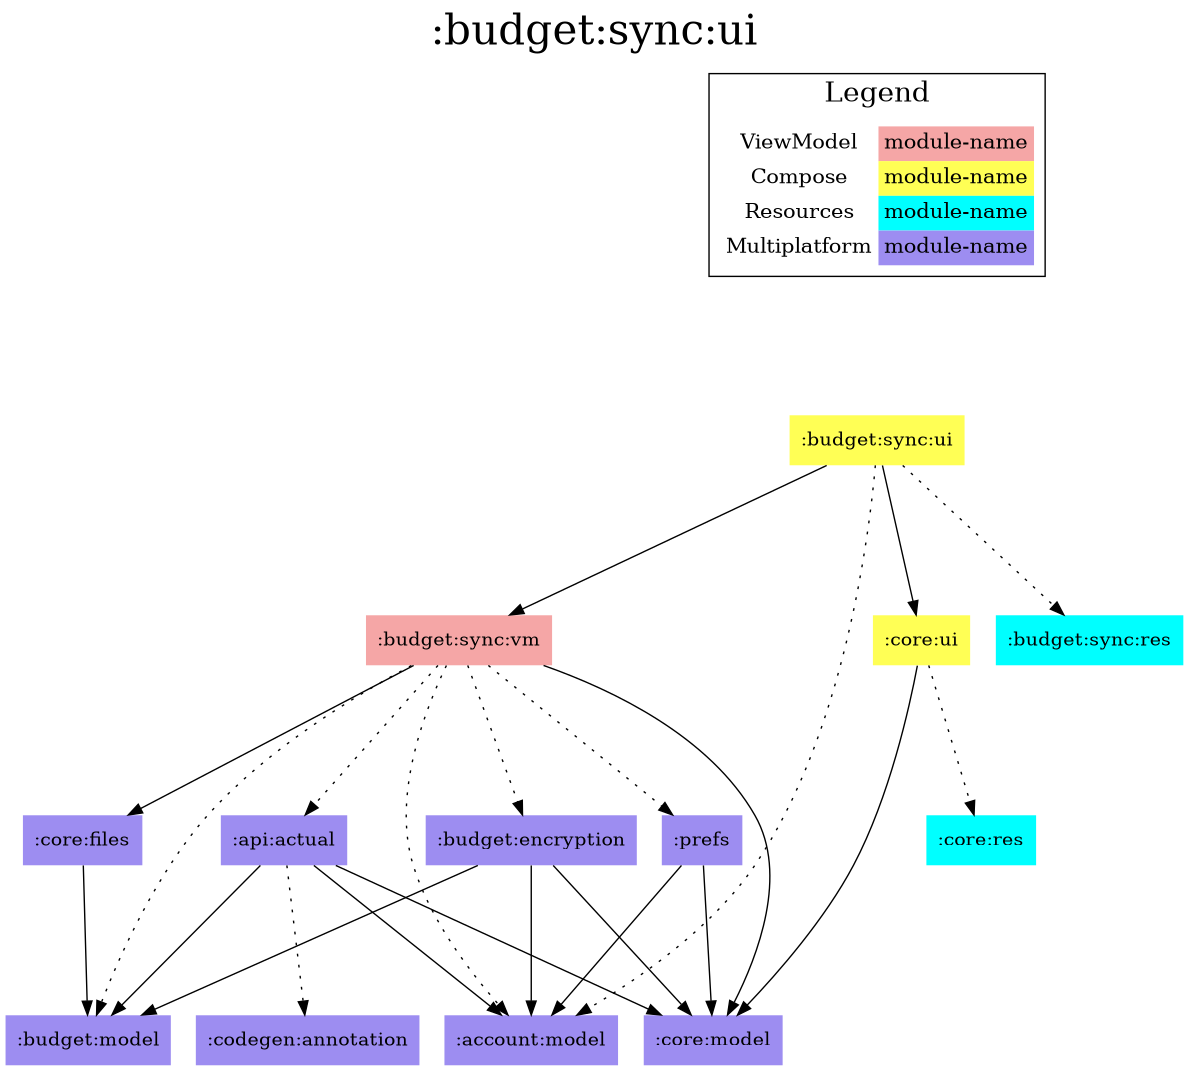 :budget:sync:ui
Legend
ViewModel module-name
Compose module-name
Resources module-name
Multiplatform module-name
:budget:sync:ui
:budget:sync:vm
:core:ui
:budget:sync:res
:core:files
:api:actual
:budget:encryption
:prefs
:core:res
:budget:model
:codegen:annotation
:account:model
:core:model